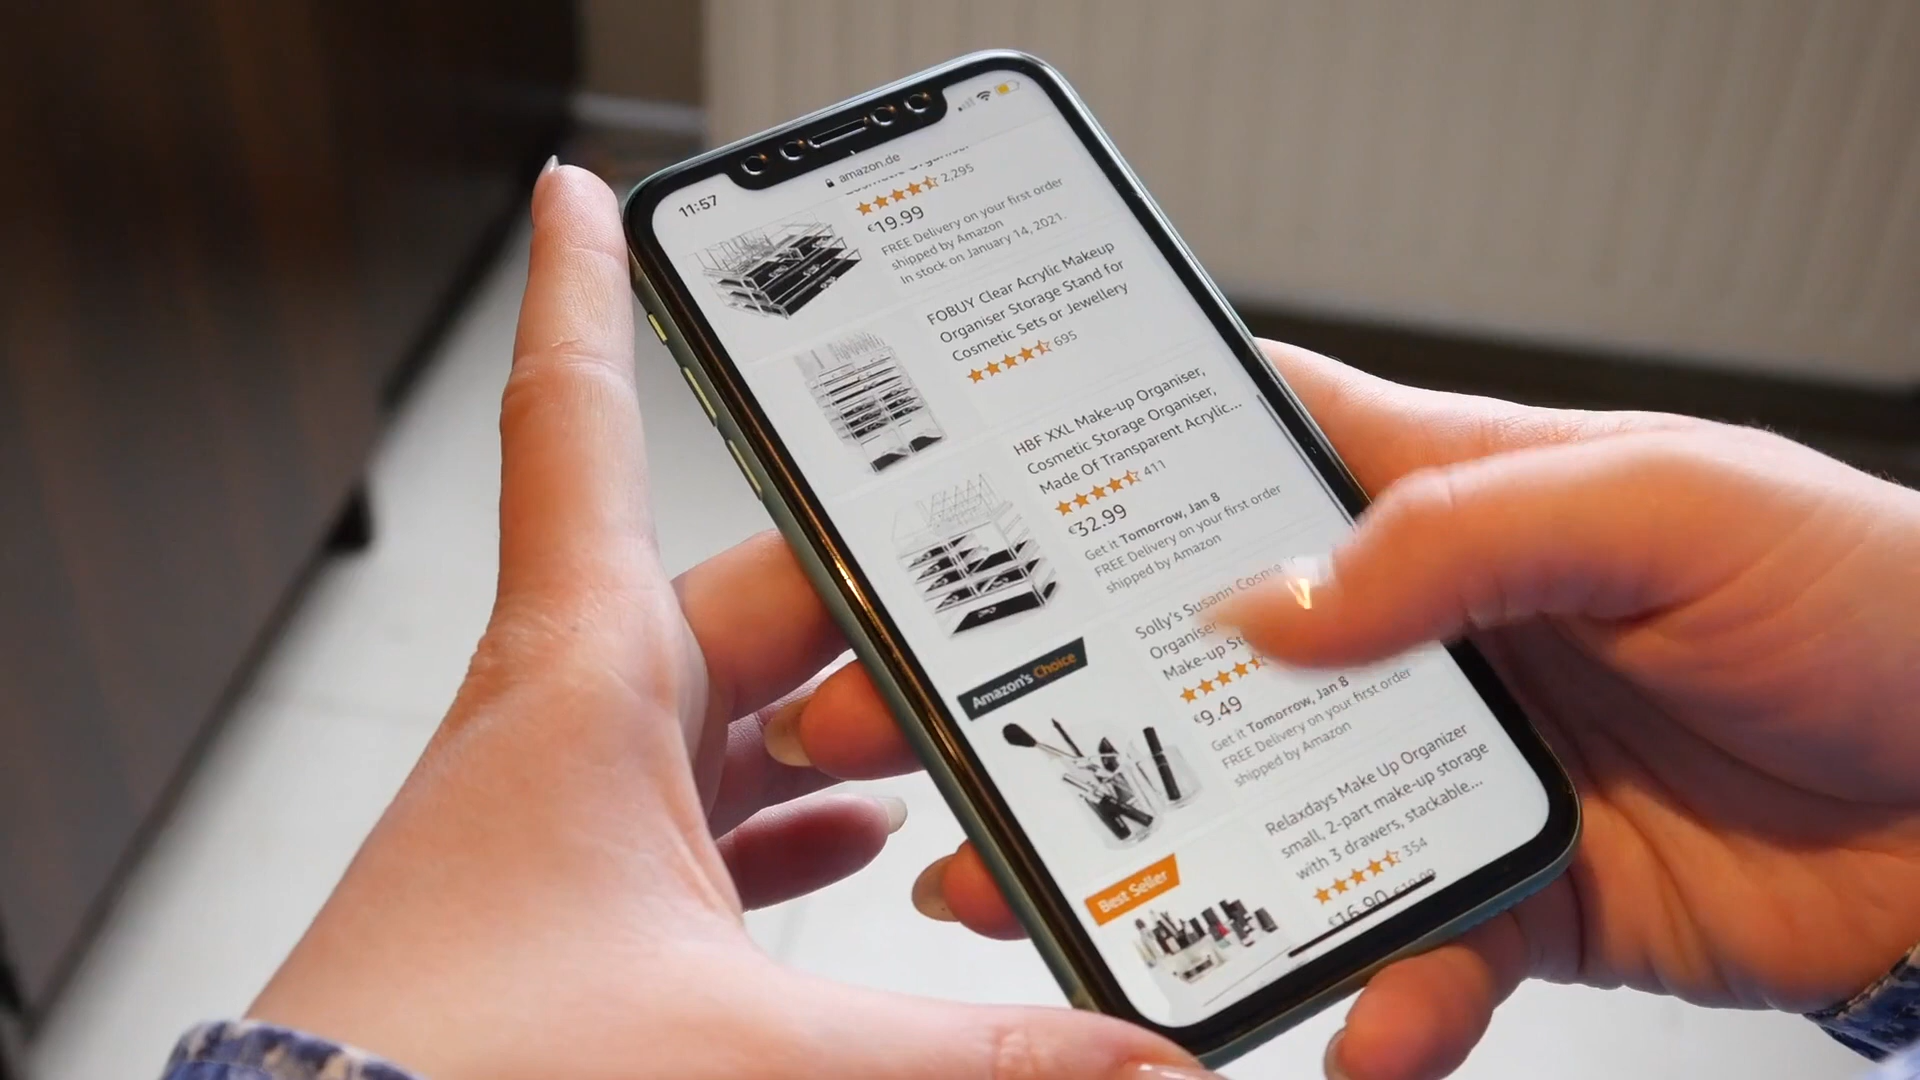 11:57
amazon.de
2,295
€19.99
FREE Delivery on your first order
shipped by Amazon
In stock on January 14, 2021.
FOBUY Clear Acrylic Makeup
Organiser Storage Stand for
Cosmetic Sets or Jewellery
695
HBF XXL Make-up Organiser,
Cosmetic Storage Organiser,
Made Of Transparent Acrylic...
411
€32.99
Get it Tomorrow, Jan 8
FREE Delivery on your first order
shipped by Amazon
Amazon's Choice
Solly's Susann
Make-up
€9.49
Get it Tomorrow, Jan 8
FREE Delivery on your first order
shipped by Amazon
Best Seller
Relaxdays Make Up Organizer
small, 2-part make-up storage
with 3 drawers, stackable...
354
€16.90